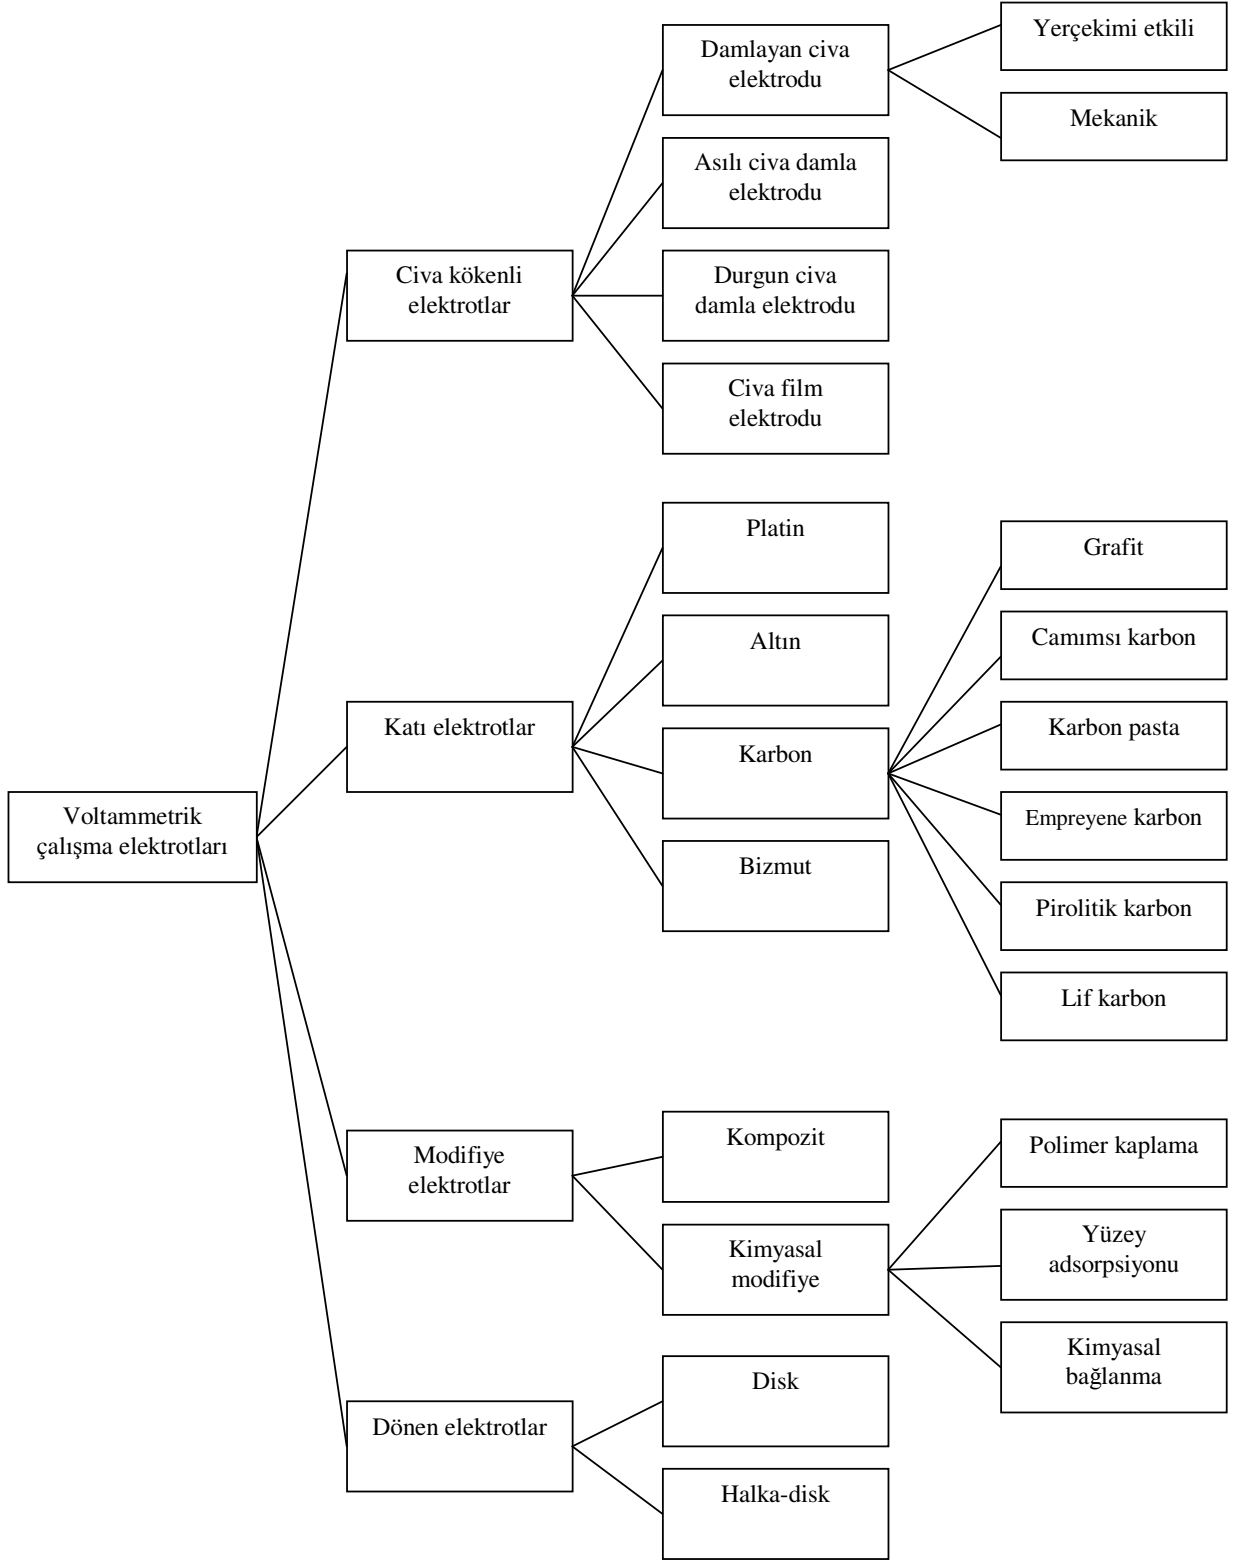 Voltammetrik
çalışma elektrotları
Civa kökenli
elektrotlar
Damlayan civa
elektrodu
Yerçekimi etkili
Mekanik
Asılı civa damla
elektrodu
Durgun civa
damla elektrodu
Civa film
elektrodu
Katı elektrotlar
Platin
Altın
Karbon
Grafit
Camımsı karbon
Karbon pasta
Empreyene karbon
Pirolitik karbon
Lif karbon
Bizmut
Modifiye
elektrotlar
Kompozit
Kimyasal
modifiye
Polimer kaplama
Yüzey
adsorpsiyonu
Kimyasal
bağlanma
Dönen elektrotlar
Disk
Halka-disk